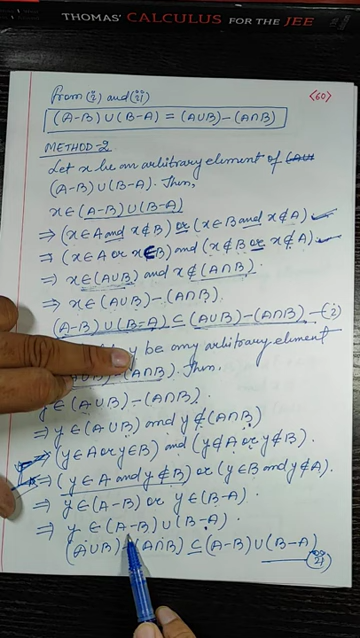 THOMAS' CALCULUS FOR THE JEE
From (i) and (ii) <60>
(A-B) ∪ (B-A) = (A∪B) - (A∩B)
METHOD-2
Let x be an arbitrary element of
(A-B) ∪ (B-A). Then,
x ∈ (A-B) ∪ (B-A)
⇒ (x ∈ A and x ∉ B) or (x ∈ B and x ∉ A)
⇒ (x ∈ A or x ∈ B) and (x ∉ B or x ∉ A)
⇒ x ∈ (A∪B) and x ∉ (A∩B).
⇒ x ∈ (A∪B) - (A∩B).
(A-B) ∪ (B-A) ⊆ (A∪B) - (A∩B) — (i)
y be any arbitrary element
(A∩B). Then,
y ∈ (A∪B) - (A∩B).
⇒ y ∈ (A∪B) and y ∉ (A∩B)
⇒ (y ∈ A or y ∈ B) and (y ∉ A or y ∉ B).
⇒ (y ∈ A and y ∉ B) or (y ∈ B and y ∉ A).
⇒ y ∈ (A-B) or y ∈ (B-A).
⇒ y ∈ (A-B) ∪ (B-A).
(A∪B) - (A∩B) ⊆ (A-B) ∪ (B-A)
— (ii)